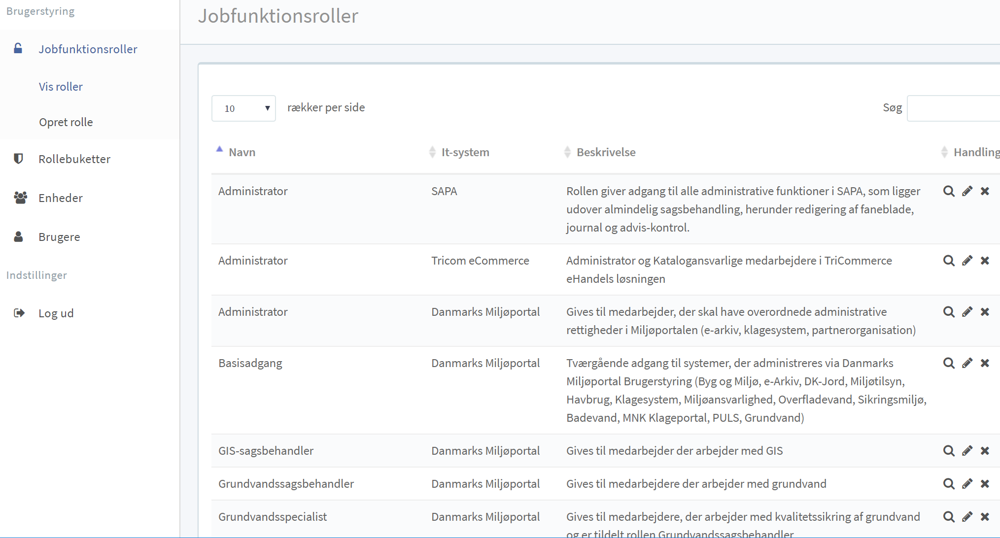 Brugerstyring
Jobfunktionsroller
Vis roller
Opret rolle
Rollebuketter
Enheder
Brugere
Indstillinger
Log ud
Jobfunktionsroller
10 rækker per side
Søg
Navn It-system Beskrivelse Handling
Administrator SAPA Rollen giver adgang til alle administrative funktioner i SAPA, som ligger
udover almindelig sagsbehandling, herunder redigering af faneblade,
journal og advis-kontrol.
Administrator Tricom eCommerce Administrator og Katalogansvarlige medarbejdere i TriCommerce
eHandels løsningen
Administrator Danmarks Miljøportal Gives til medarbejder, der skal have overordnede administrative
rettigheder i Miljøportalen (e-arkiv, klagesystem, partnerorganisation)
Basisadgang Danmarks Miljøportal Tværgående adgang til systemer, der administreres via Danmarks
Miljøportal Brugerstyring (Byg og Miljø, e-Arkiv, DK-Jord, Miljøtilsyn,
Havbrug, Klagesystem, Miljøansvarlighed, Overfladevand, Sikringsmiljø,
Badevand, MNK Klageportal, PULS, Grundvand)
GIS-sagsbehandler Danmarks Miljøportal Gives til medarbejder der arbejder med GIS
Grundvandssagsbehandler Danmarks Miljøportal Gives til medarbejdere der arbejder med grundvand
Grundvandsspecialist Danmarks Miljøportal Gives til medarbejdere, der arbejder med kvalitetssikring af grundvand
og er tildelt rollen Grundvandssagsbehandler